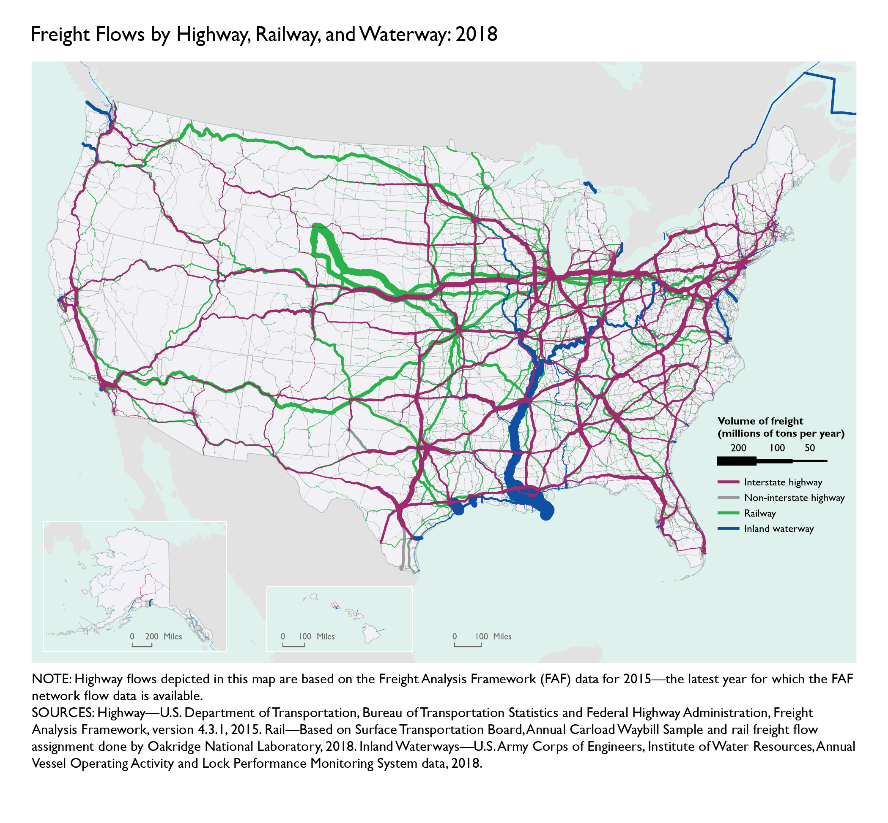 Freight Flows by Highway, Railway, and Waterway: 2018
Volume of freight
(millions of tons per year)
200 100 50
Interstate highway
Non-interstate highway
Railway
Inland waterway
0 200 Miles
0 100 Miles
0 100 Miles
NOTE: Highway flows depicted in this map are based on the Freight Analysis Framework (FAF) data for 2015—the latest year for which the FAF
network flow data is available.
SOURCES: Highway—U.S. Department of Transportation, Bureau of Transportation Statistics and Federal Highway Administration, Freight
Analysis Framework, version 4.3.1, 2015. Rail—Based on Surface Transportation Board, Annual Carload Waybill Sample and rail freight flow
assignment done by Oakridge National Laboratory, 2018. Inland Waterways—U.S. Army Corps of Engineers, Institute of Water Resources, Annual
Vessel Operating Activity and Lock Performance Monitoring System data, 2018.